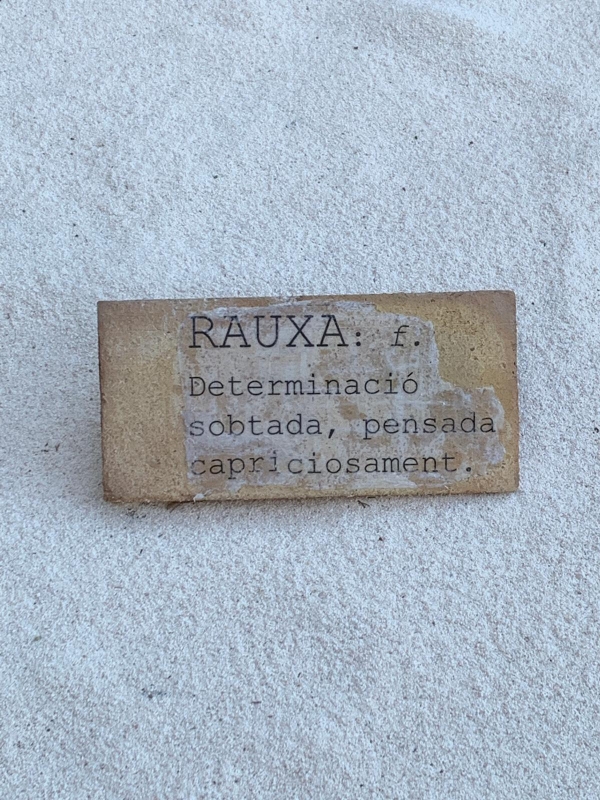 RAUXA: f.
Determinació
sobtada, pensada
capriciosament.